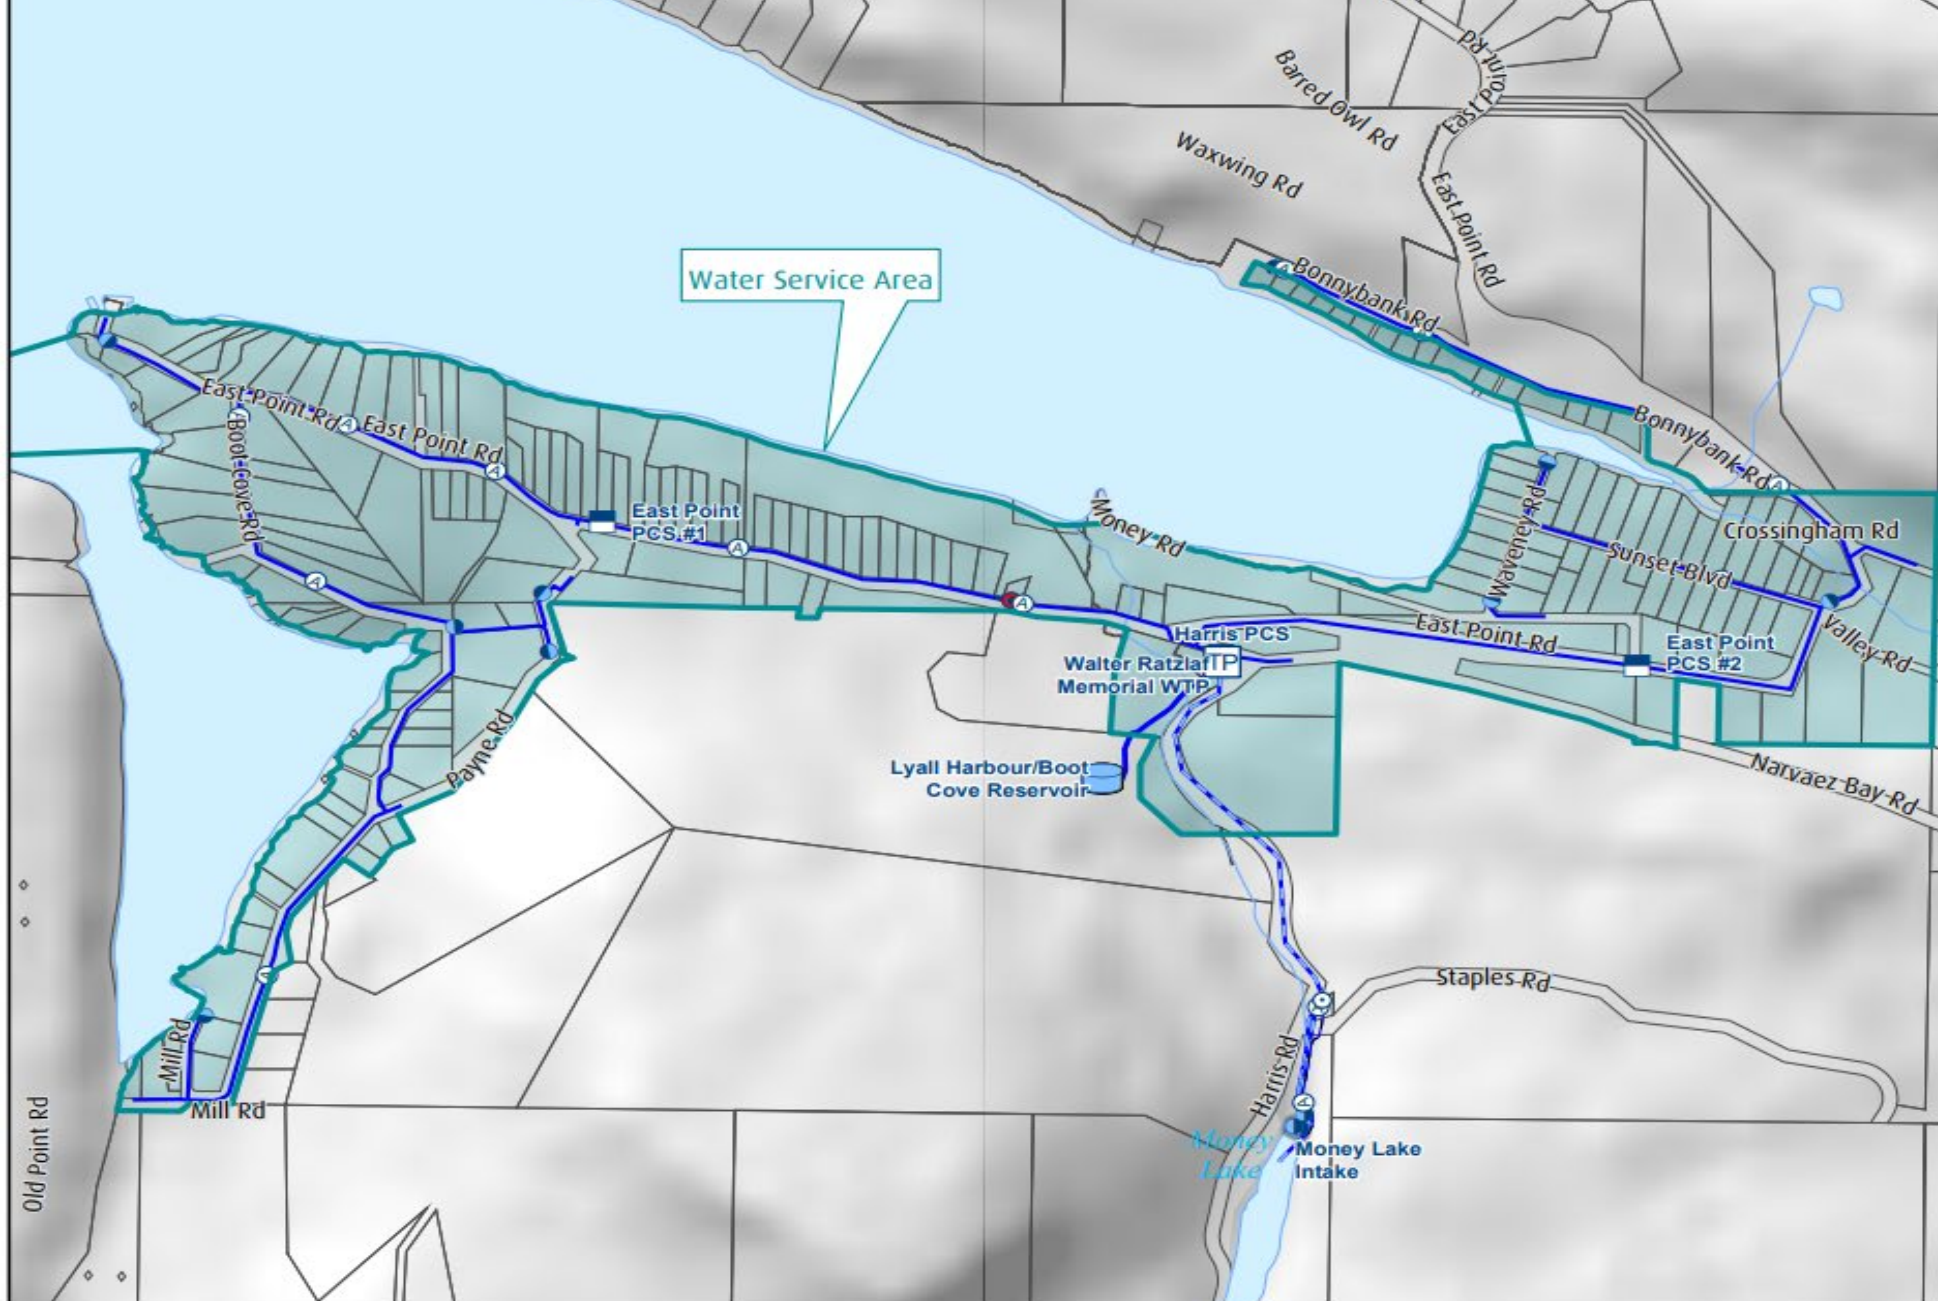 East Point Rd
Barred Owl Rd
Waxwing Rd
East Point Rd
Water Service Area
Bonnybank Rd
East Point Rd
East Point Rd
Boot Cove Rd
Bonnybank Rd
A
A
A
A
A
A
A
A
East Point
PCS #1
Money Rd
Waveney Rd
Crossingham Rd
Sunset Blvd
East Point Rd
Valley Rd
East Point
PCS #2
Harris PCS
Walter Ratzlaf
Memorial WTP
TP
Payne Rd
Lyall Harbour/Boot
Cove Reservoir
Narvaez Bay Rd
Staples Rd
A
Mill Rd
Mill Rd
Old Point Rd
Harris Rd
A
Money
Lake
Money Lake
Intake